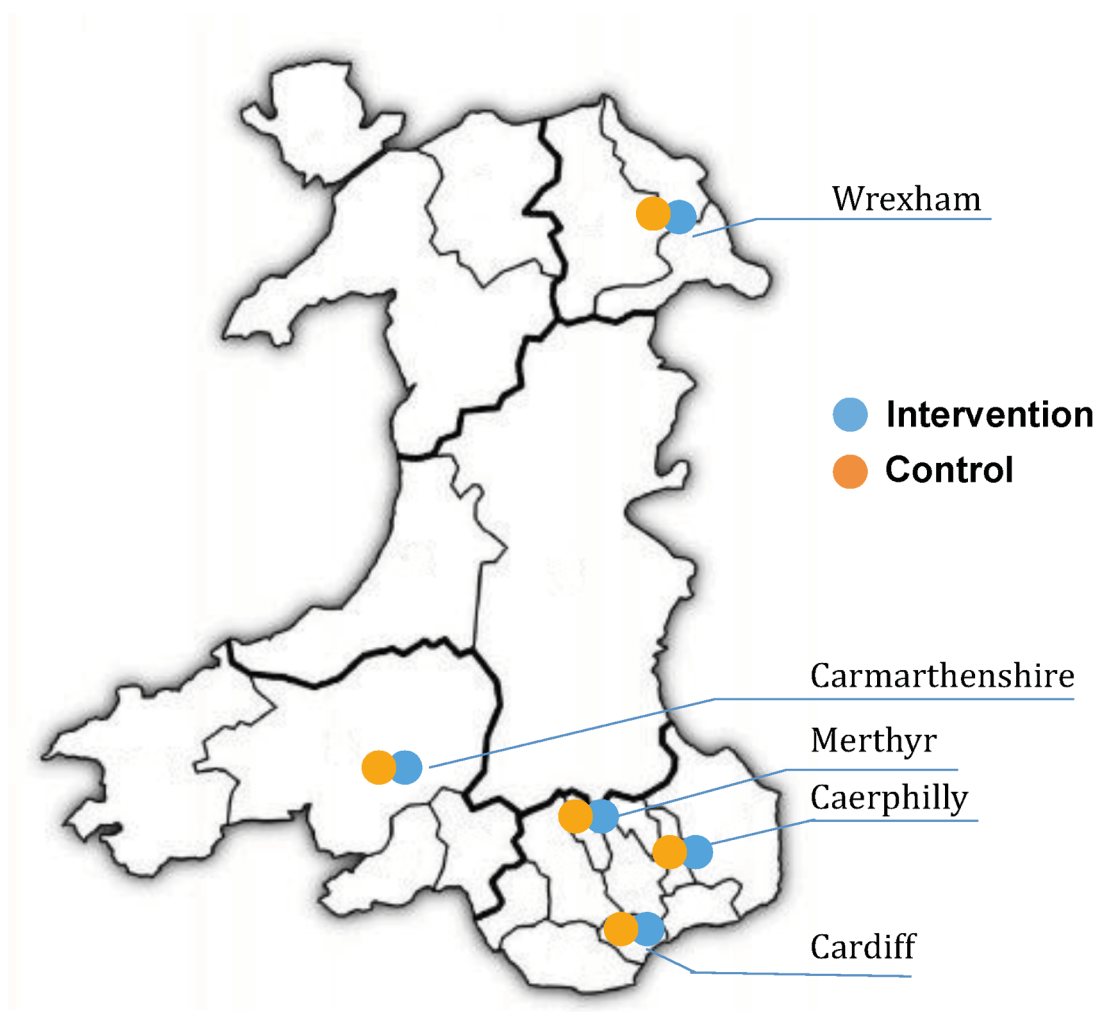 Wrexham
Intervention
Control
Carmarthenshire
Merthyr
Caerphilly
Cardiff